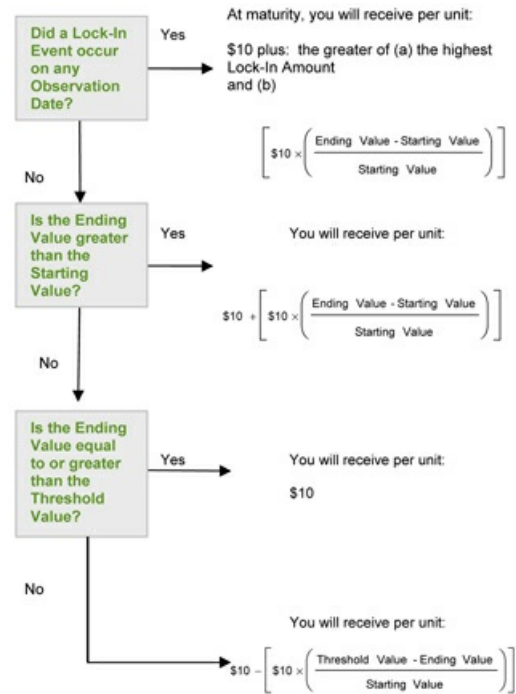 Did a Lock-In
Event occur
on any
Observation
Date?
Yes
At maturity, you will receive per unit:
$10 plus: the greater of (a) the highest
Lock-In Amount
and (b)
[$10 × (Ending Value - Starting Value
Starting Value)]
No
Is the Ending
Value greater
than the
Starting
Value?
Yes
You will receive per unit:
$10 + [$10 × (Ending Value - Starting Value
Starting Value)]
No
Is the Ending
Value equal
to or greater
than the
Threshold
Value?
Yes
You will receive per unit:
$10
No
You will receive per unit:
$10 − [$10 × (Threshold Value - Ending Value
Starting Value)]